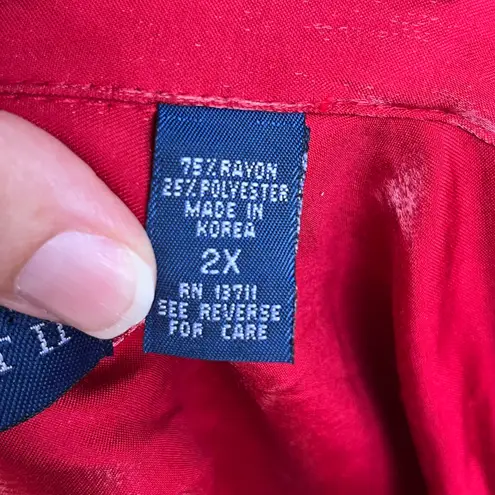 75% RAYON
25% POLYESTER
MADE IN
KOREA
2X
RN 13711
SEE REVERSE
FOR CARE